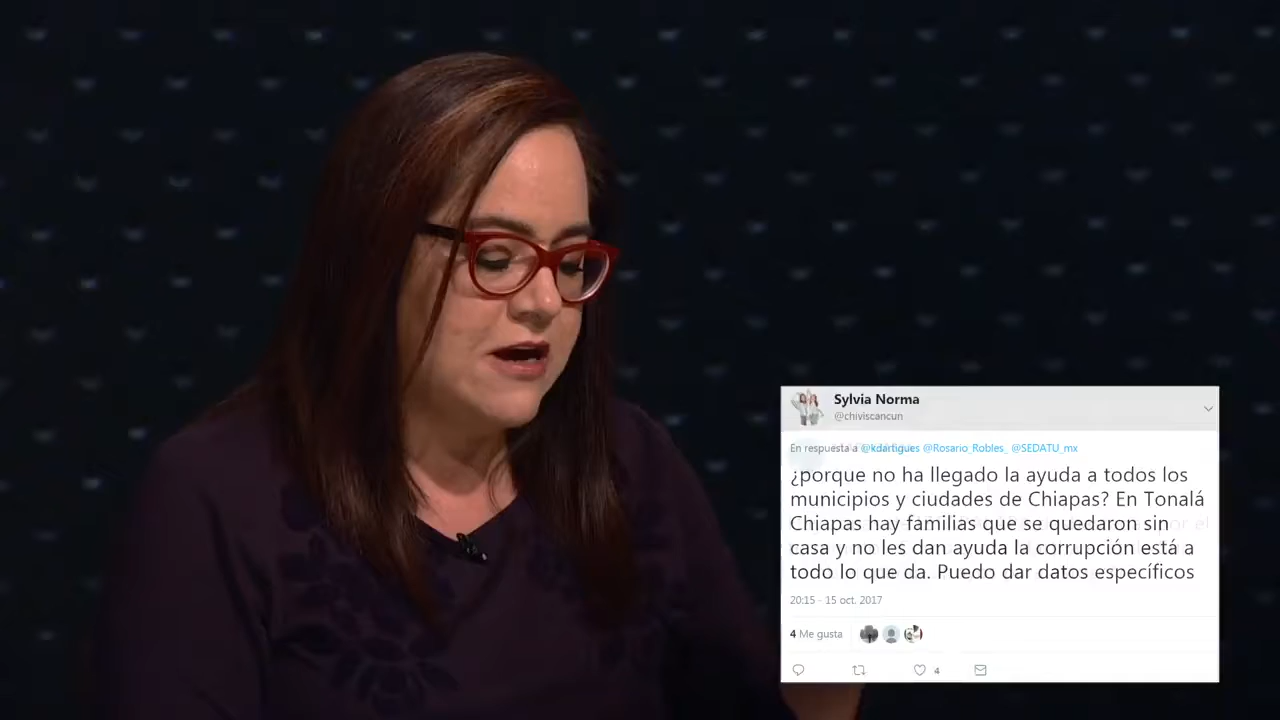 Sylvia Norma
@chiviscancun
En respuesta a @kdartigues @Rosario_Robles_ @SEDATU_mx
¿porque no ha llegado la ayuda a todos los
municipios y ciudades de Chiapas? En Tonalá
Chiapas hay familias que se quedaron sin
casa y no les dan ayuda la corrupción está a
todo lo que da. Puedo dar datos específicos
20:15 - 15 oct. 2017
4 Me gusta
4